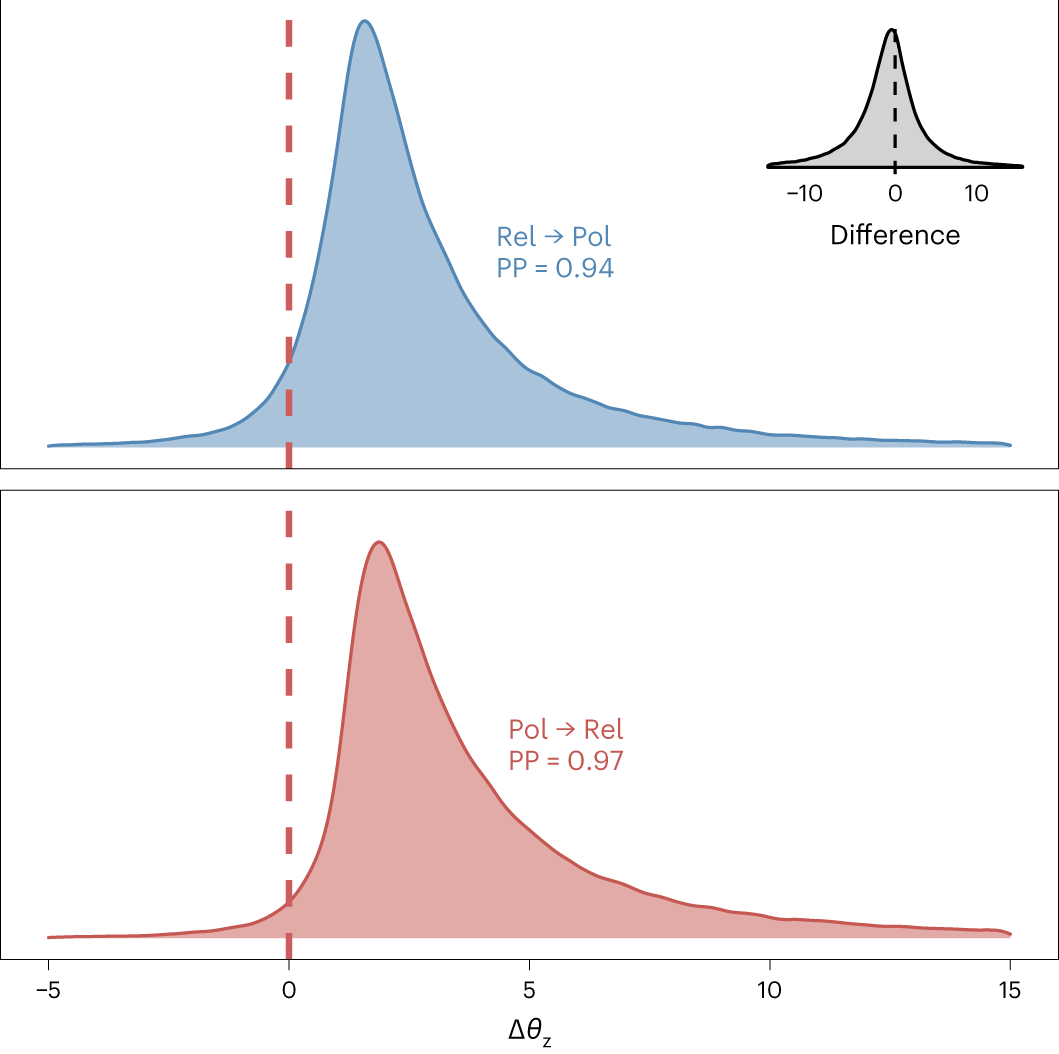 −10 0 10
Difference
Rel → Pol
PP = 0.94
Pol → Rel
PP = 0.97
−5 0 5 10 15
Δθz